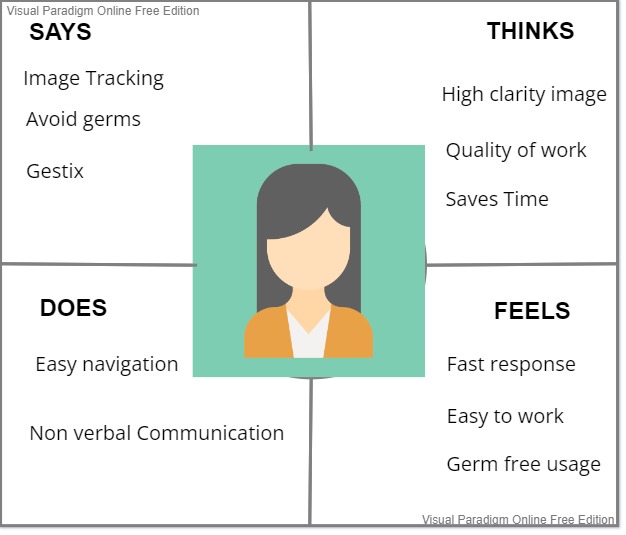 Visual Paradigm Online Free Edition
SAYS
Image Tracking
Avoid germs
Gestix
THINKS
High clarity image
Quality of work
Saves Time
DOES
Easy navigation
Non verbal Communication
FEELS
Fast response
Easy to work
Germ free usage
Visual Paradigm Online Free Edition